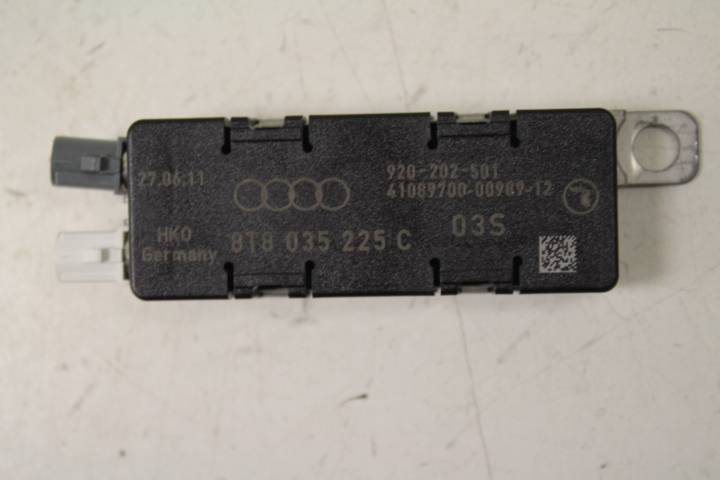 27.06.11
920-202-501
41089700-00989-12
HKO
Germany
8T8 035 225 C
03S